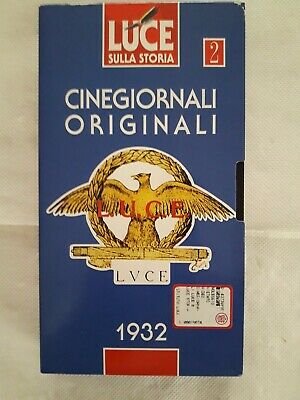 LUCE
SULLA STORIA
2
CINEGIORNALI
ORIGINALI
LUCE
LVCE
1932